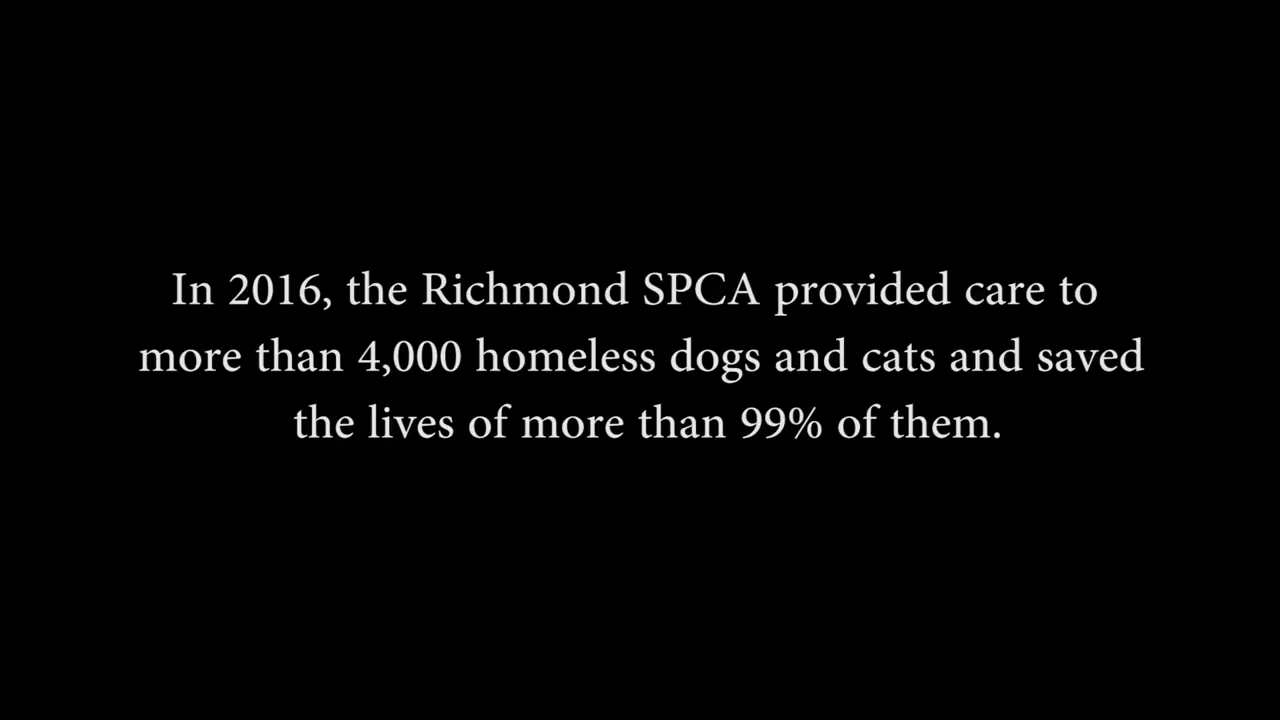 In 2016, the Richmond SPCA provided care to
more than 4,000 homeless dogs and cats and saved
the lives of more than 99% of them.